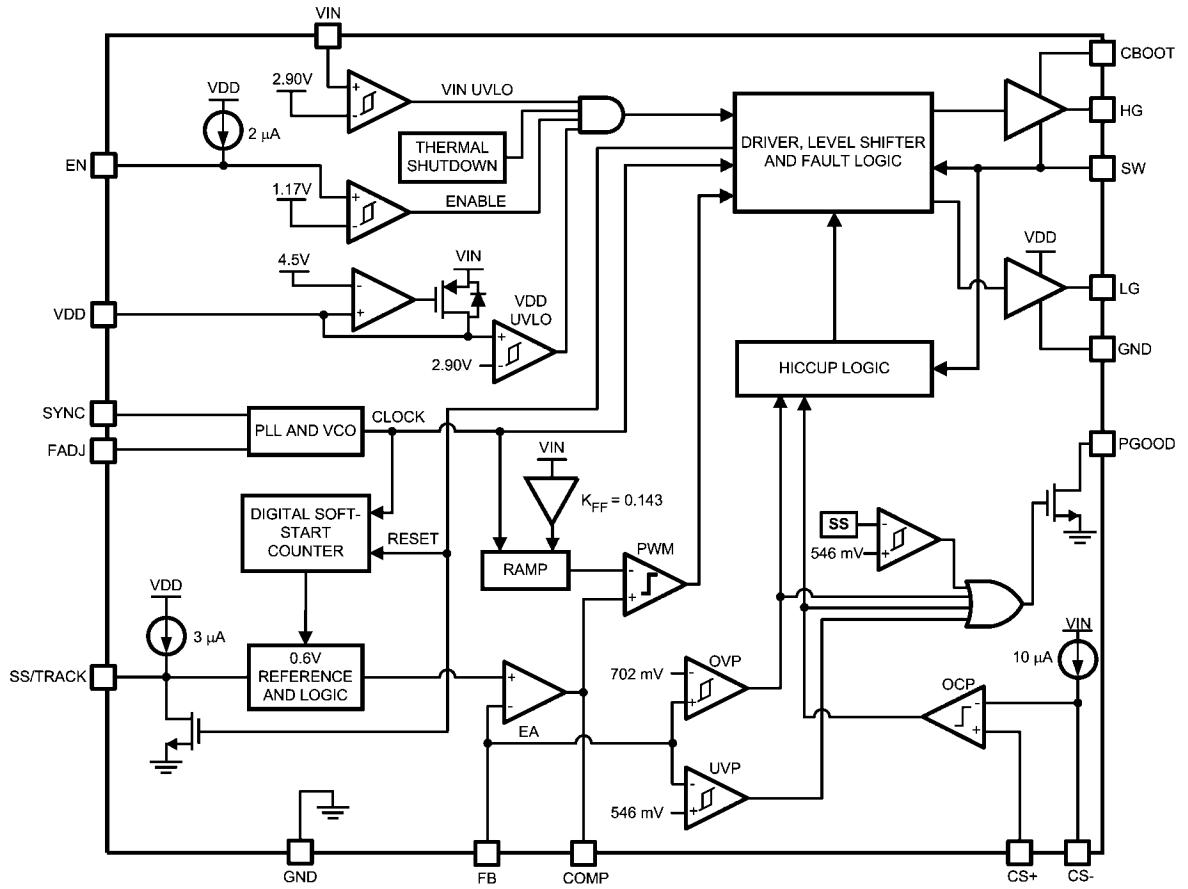 VIN
CBOOT
2.90V
VIN UVLO
VDD
2 µA
HG
DRIVER, LEVEL SHIFTER
AND FAULT LOGIC
THERMAL
SHUTDOWN
EN
SW
1.17V
ENABLE
VDD
4.5V
VIN
LG
VDD
VDD
UVLO
2.90V
GND
HICCUP LOGIC
SYNC
CLOCK
PLL AND VCO
FADJ
PGOOD
VIN
KFF = 0.143
DIGITAL SOFT-
START
COUNTER
RESET
SS
546 mV
PWM
RAMP
VDD
3 µA
VIN
10 µA
0.6V
REFERENCE
AND LOGIC
SS/TRACK
OVP
702 mV
OCP
EA
UVP
546 mV
GND
FB
COMP
CS+
CS-
+
-
+
-
-
+
+
-
-
+
-
+
+
-
-
+
-
+
-
+